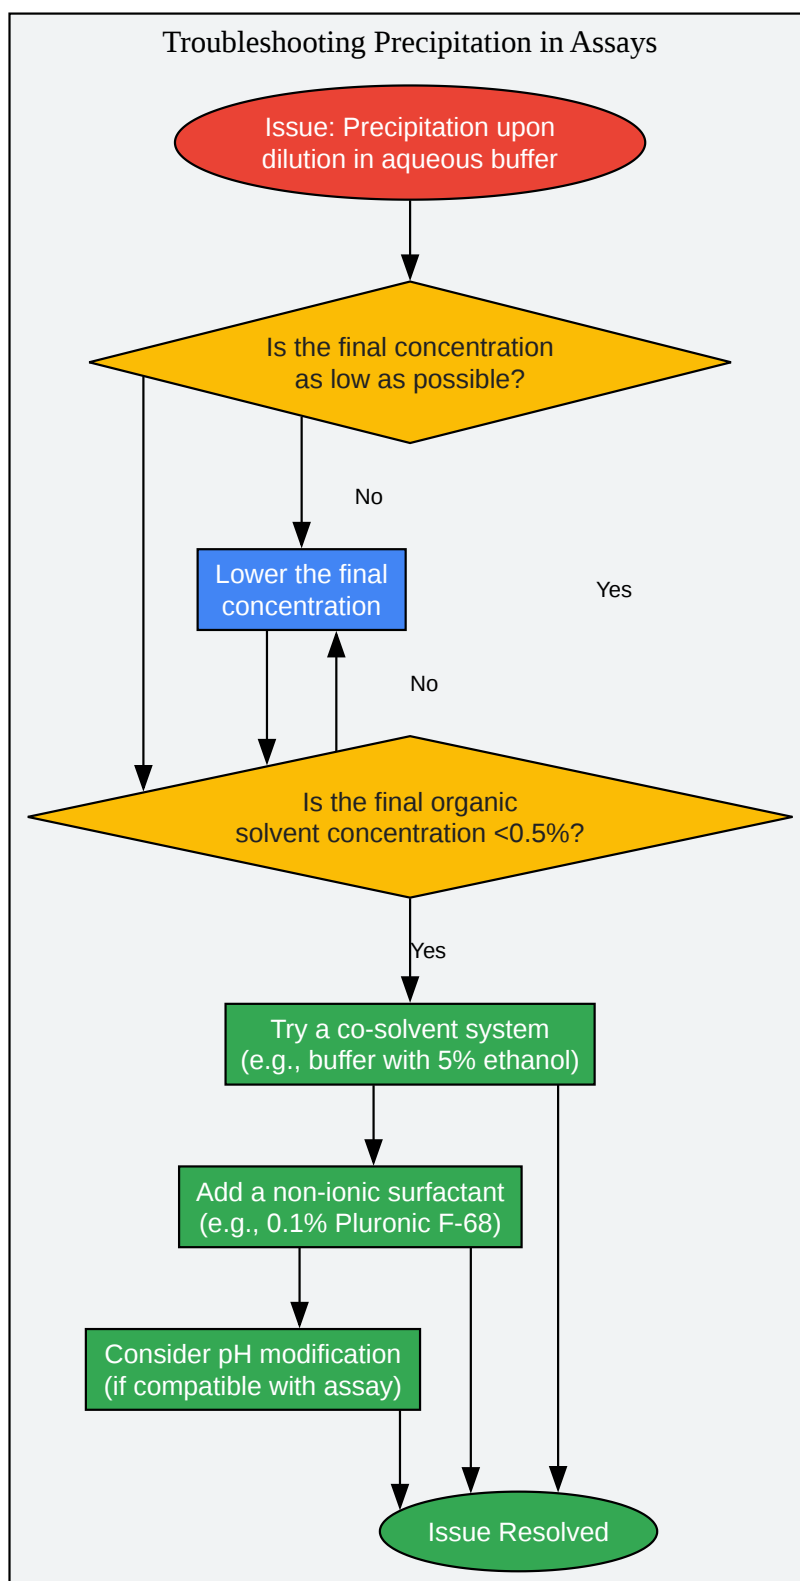 Troubleshooting Precipitation in Assays
Issue: Precipitation upon
dilution in aqueous buffer
Is the final concentration
as low as possible?
No
Lower the final
concentration
Yes
No
Is the final organic
solvent concentration <0.5%?
Yes
Try a co-solvent system
(e.g., buffer with 5% ethanol)
Add a non-ionic surfactant
(e.g., 0.1% Pluronic F-68)
Consider pH modification
(if compatible with assay)
Issue Resolved